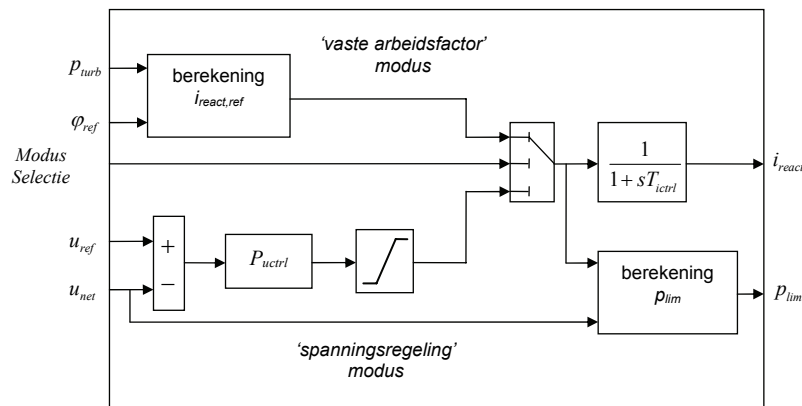 'vaste arbeidsfactor'
modus
p_turb
berekening
i_react,ref
φ_ref
Modus
Selectie
1
1 + sT_ictrl
i_react
u_ref
+
P_uctrl
−
u_net
berekening
p_lim
p_lim
'spanningsregeling'
modus